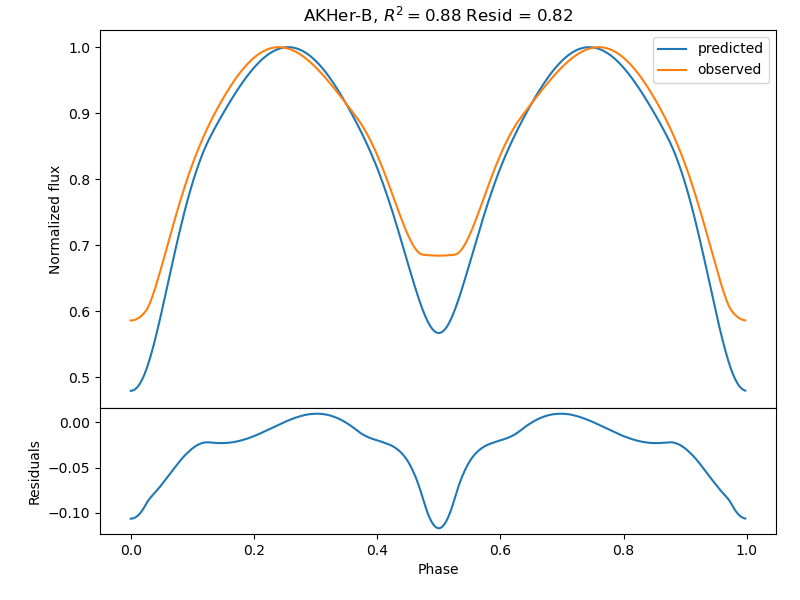 AKHer-B, R² = 0.88 Resid = 0.82
predicted
observed
Normalized flux
1.0
0.9
0.8
0.7
0.6
0.5
Residuals
0.00
−0.05
−0.10
0.0 0.2 0.4 0.6 0.8 1.0
Phase